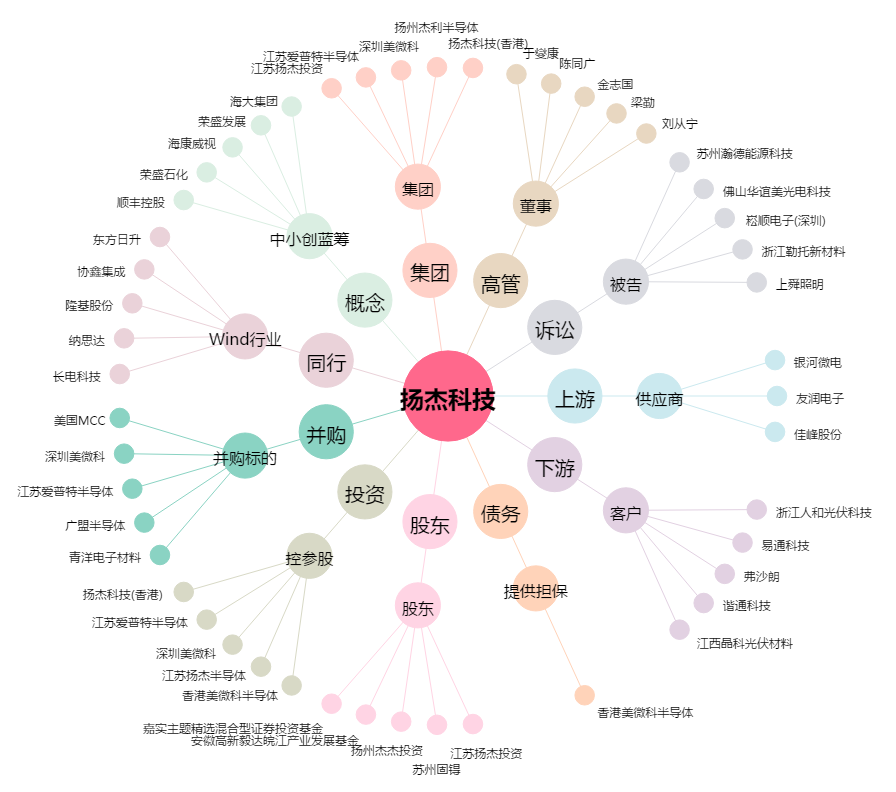 扬杰科技
集团
集团
江苏扬杰投资
江苏爱普特半导体
深圳美微科
扬州杰利半导体
扬杰科技(香港)
高管
董事
于燮康
陈同广
金志国
梁勤
刘从宁
诉讼
被告
苏州瀚德能源科技
佛山华谊美光电科技
崧顺电子(深圳)
浙江勒托新材料
上舜照明
上游
供应商
银河微电
友润电子
佳峰股份
下游
客户
浙江人和光伏科技
易通科技
弗沙朗
谐通科技
江西晶科光伏材料
债务
提供担保
香港美微科半导体
股东
股东
江苏扬杰投资
苏州固锝
扬州杰杰投资
安徽高新毅达皖江产业发展基金
嘉实主题精选混合型证券投资基金
投资
控参股
香港美微科半导体
江苏扬杰半导体
深圳美微科
江苏爱普特半导体
扬杰科技(香港)
并购
并购标的
青洋电子材料
广盟半导体
江苏爱普特半导体
深圳美微科
美国MCC
同行
Wind行业
长电科技
纳思达
隆基股份
协鑫集成
东方日升
概念
中小创蓝筹
顺丰控股
荣盛石化
海康威视
荣盛发展
海大集团